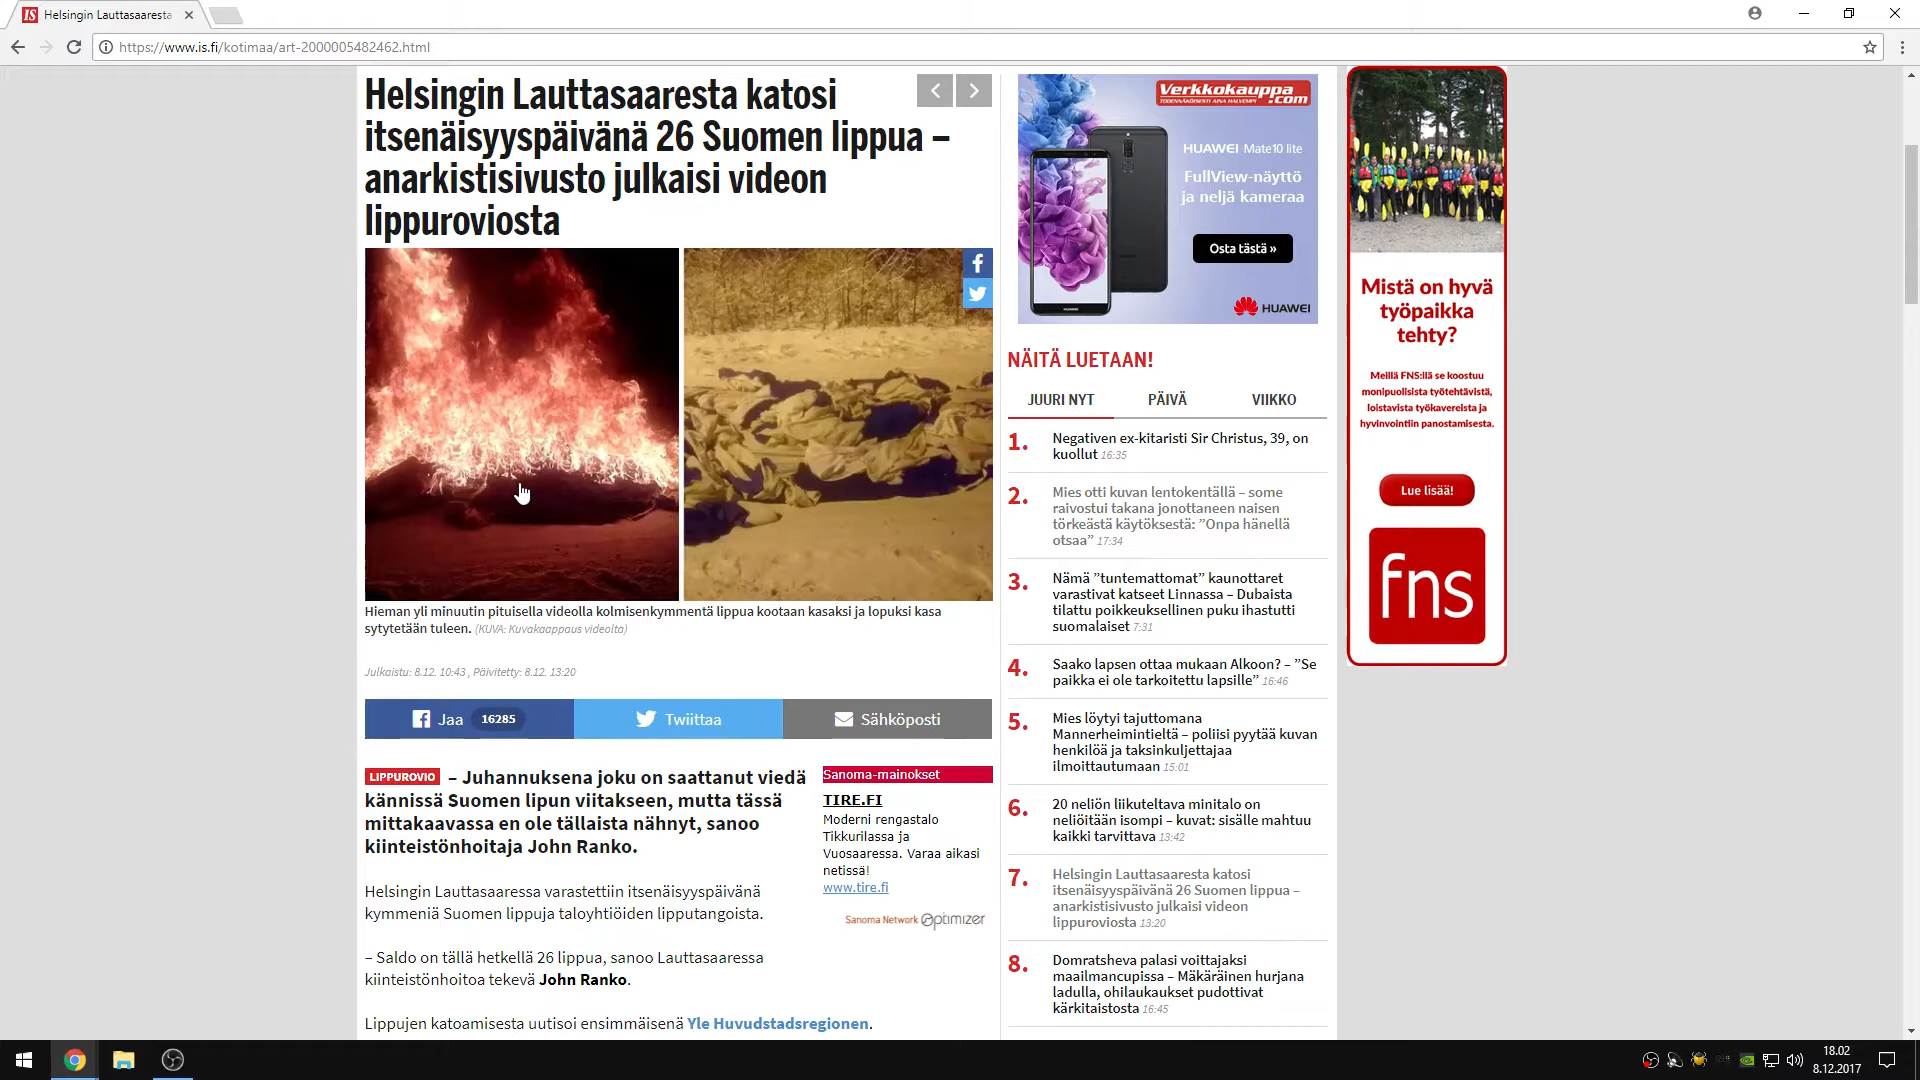 Helsingin Lauttasaaresta
https://www.is.fi/kotimaa/art-2000005482462.html
Helsingin Lauttasaaresta katosi
itsenäisyyspäivänä 26 Suomen lippua –
anarkistisivusto julkaisi videon
lippuroviosta
Hieman yli minuutin pituisella videolla kolmisenkymmentä lippua kootaan kasaksi ja lopuksi kasa
sytytetään tuleen. (KUVA: Kuvakaappaus videolta)
Julkaistu: 8.12. 10:43 , Päivitetty: 8.12. 13:20
Jaa 16285
Twiittaa
Sähköposti
LIPPUROVIO – Juhannuksena joku on saattanut viedä
kännissä Suomen lipun viitakseen, mutta tässä
mittakaavassa en ole tällaista nähnyt, sanoo
kiinteistönhoitaja John Ranko.
Helsingin Lauttasaaressa varastettiin itsenäisyyspäivänä
kymmeniä Suomen lippuja taloyhtiöiden lipputangoista.
– Saldo on tällä hetkellä 26 lippua, sanoo Lauttasaaressa
kiinteistönhoitoa tekevä John Ranko.
Lippujen katoamisesta uutisoi ensimmäisenä Yle Huvudstadsregionen.
Sanoma-mainokset
TIRE.FI
Moderni rengastalo
Tikkurilassa ja
Vuosaaressa. Varaa aikasi
netissä!
www.tire.fi
Sanoma Network Optimizer
Verkkokauppa
.com
TODENNÄKÖISESTI AINA HALVEMPI
HUAWEI Mate10 lite
FullView-näyttö
ja neljä kameraa
Osta tästä »
HUAWEI
NÄITÄ LUETAAN!
JUURI NYT
PÄIVÄ
VIIKKO
1. Negativen ex-kitaristi Sir Christus, 39, on
kuollut 16:35
2. Mies otti kuvan lentokentällä – some
raivostui takana jonottaneen naisen
törkeästä käytöksestä: ”Onpa hänellä
otsaa” 17:34
3. Nämä ”tuntemattomat” kaunottaret
varastivat katseet Linnassa – Dubaista
tilattu poikkeuksellinen puku ihastutti
suomalaiset 7:31
4. Saako lapsen ottaa mukaan Alkoon? – ”Se
paikka ei ole tarkoitettu lapsille” 16:46
5. Mies löytyi tajuttomana
Mannerheimintieltä – poliisi pyytää kuvan
henkilöä ja taksinkuljettajaa
ilmoittautumaan 15:01
6. 20 neliön liikuteltava minitalo on
neliöitään isompi – kuvat: sisälle mahtuu
kaikki tarvittava 13:42
7. Helsingin Lauttasaaresta katosi
itsenäisyyspäivänä 26 Suomen lippua –
anarkistisivusto julkaisi videon
lippuroviosta 13:20
8. Domratsheva palasi voittajaksi
maailmancupissa – Mäkäräinen hurjana
ladulla, ohilaukaukset pudottivat
kärkitaistosta 16:45
Mistä on hyvä
työpaikka
tehty?
Meillä FNS:llä se koostuu
monipuolisista työtehtävistä,
loistavista työkavereista ja
hyvinvointiin panostamisesta.
Lue lisää!
fns
18.02
8.12.2017